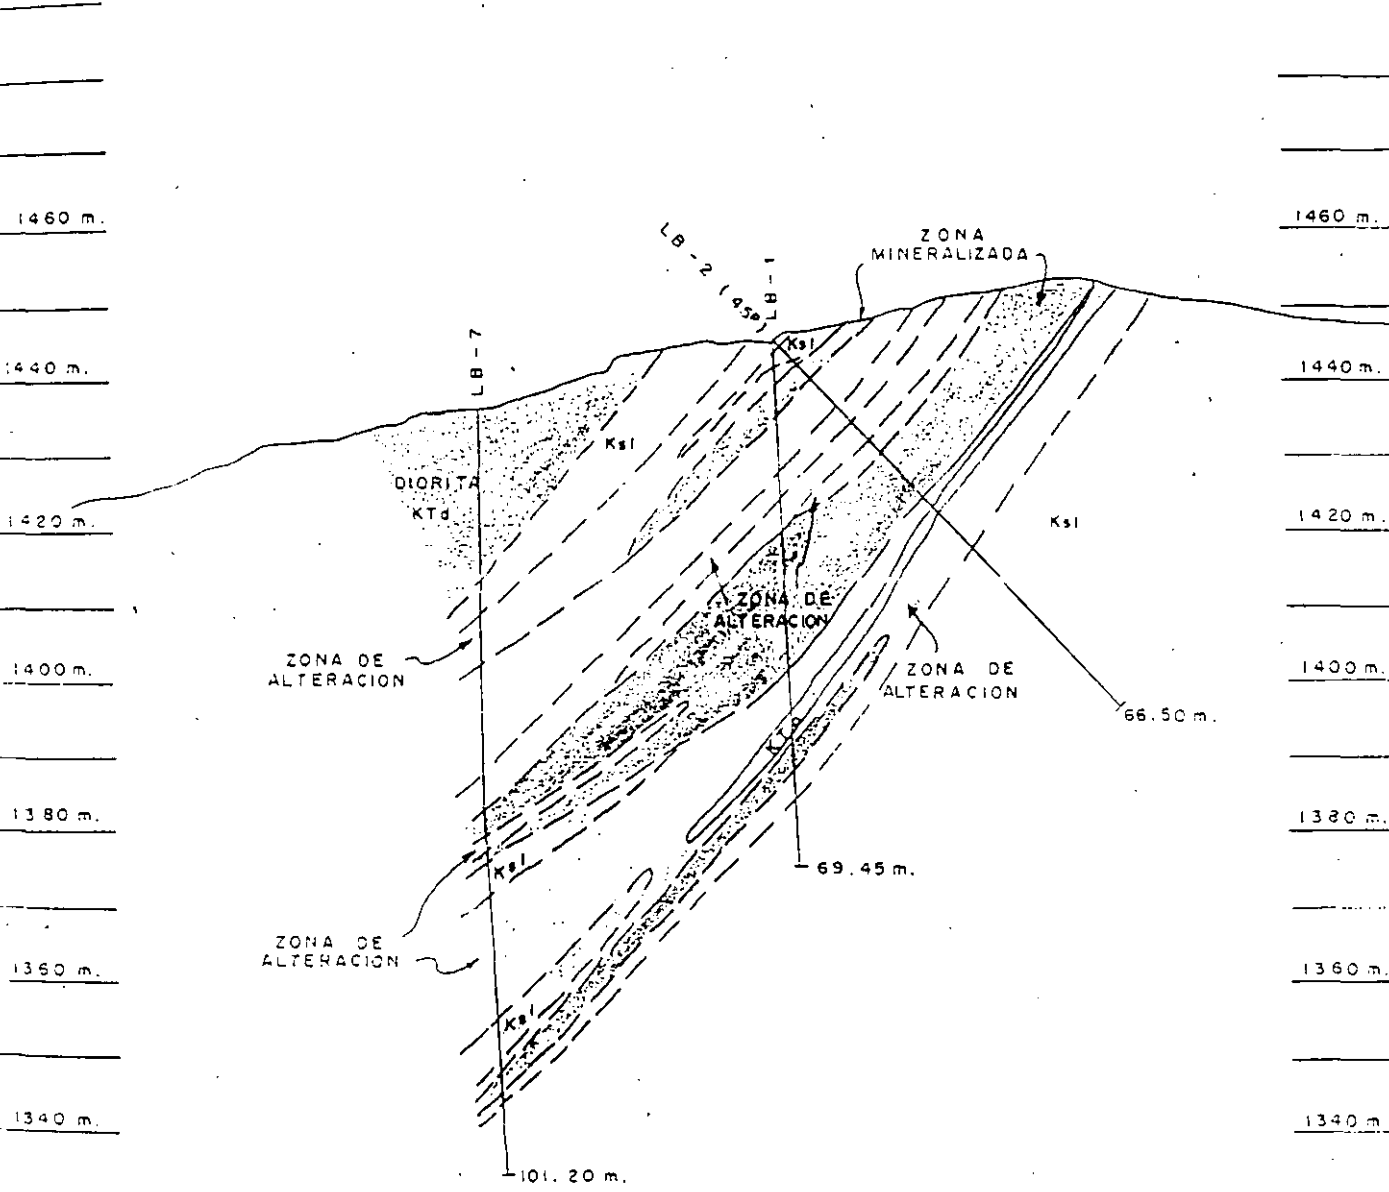 1460 m.
1460 m.
ZONA
MINERALIZADA
LB-2 (45º)
LB-1
LB-7
Ksl
1440 m.
1440 m.
Ksl
DIORITA
KTd
Ksl
1420 m.
1420 m.
ZONA DE
ALTERACION
ZONA DE
ALTERACION
ZONA DE
ALTERACION
1400 m.
1400 m.
66.50 m.
1380 m.
1380 m.
Ksl
69.45 m.
ZONA DE
ALTERACION
1360 m.
1360 m.
Ksl
1340 m.
1340 m
101.20 m.